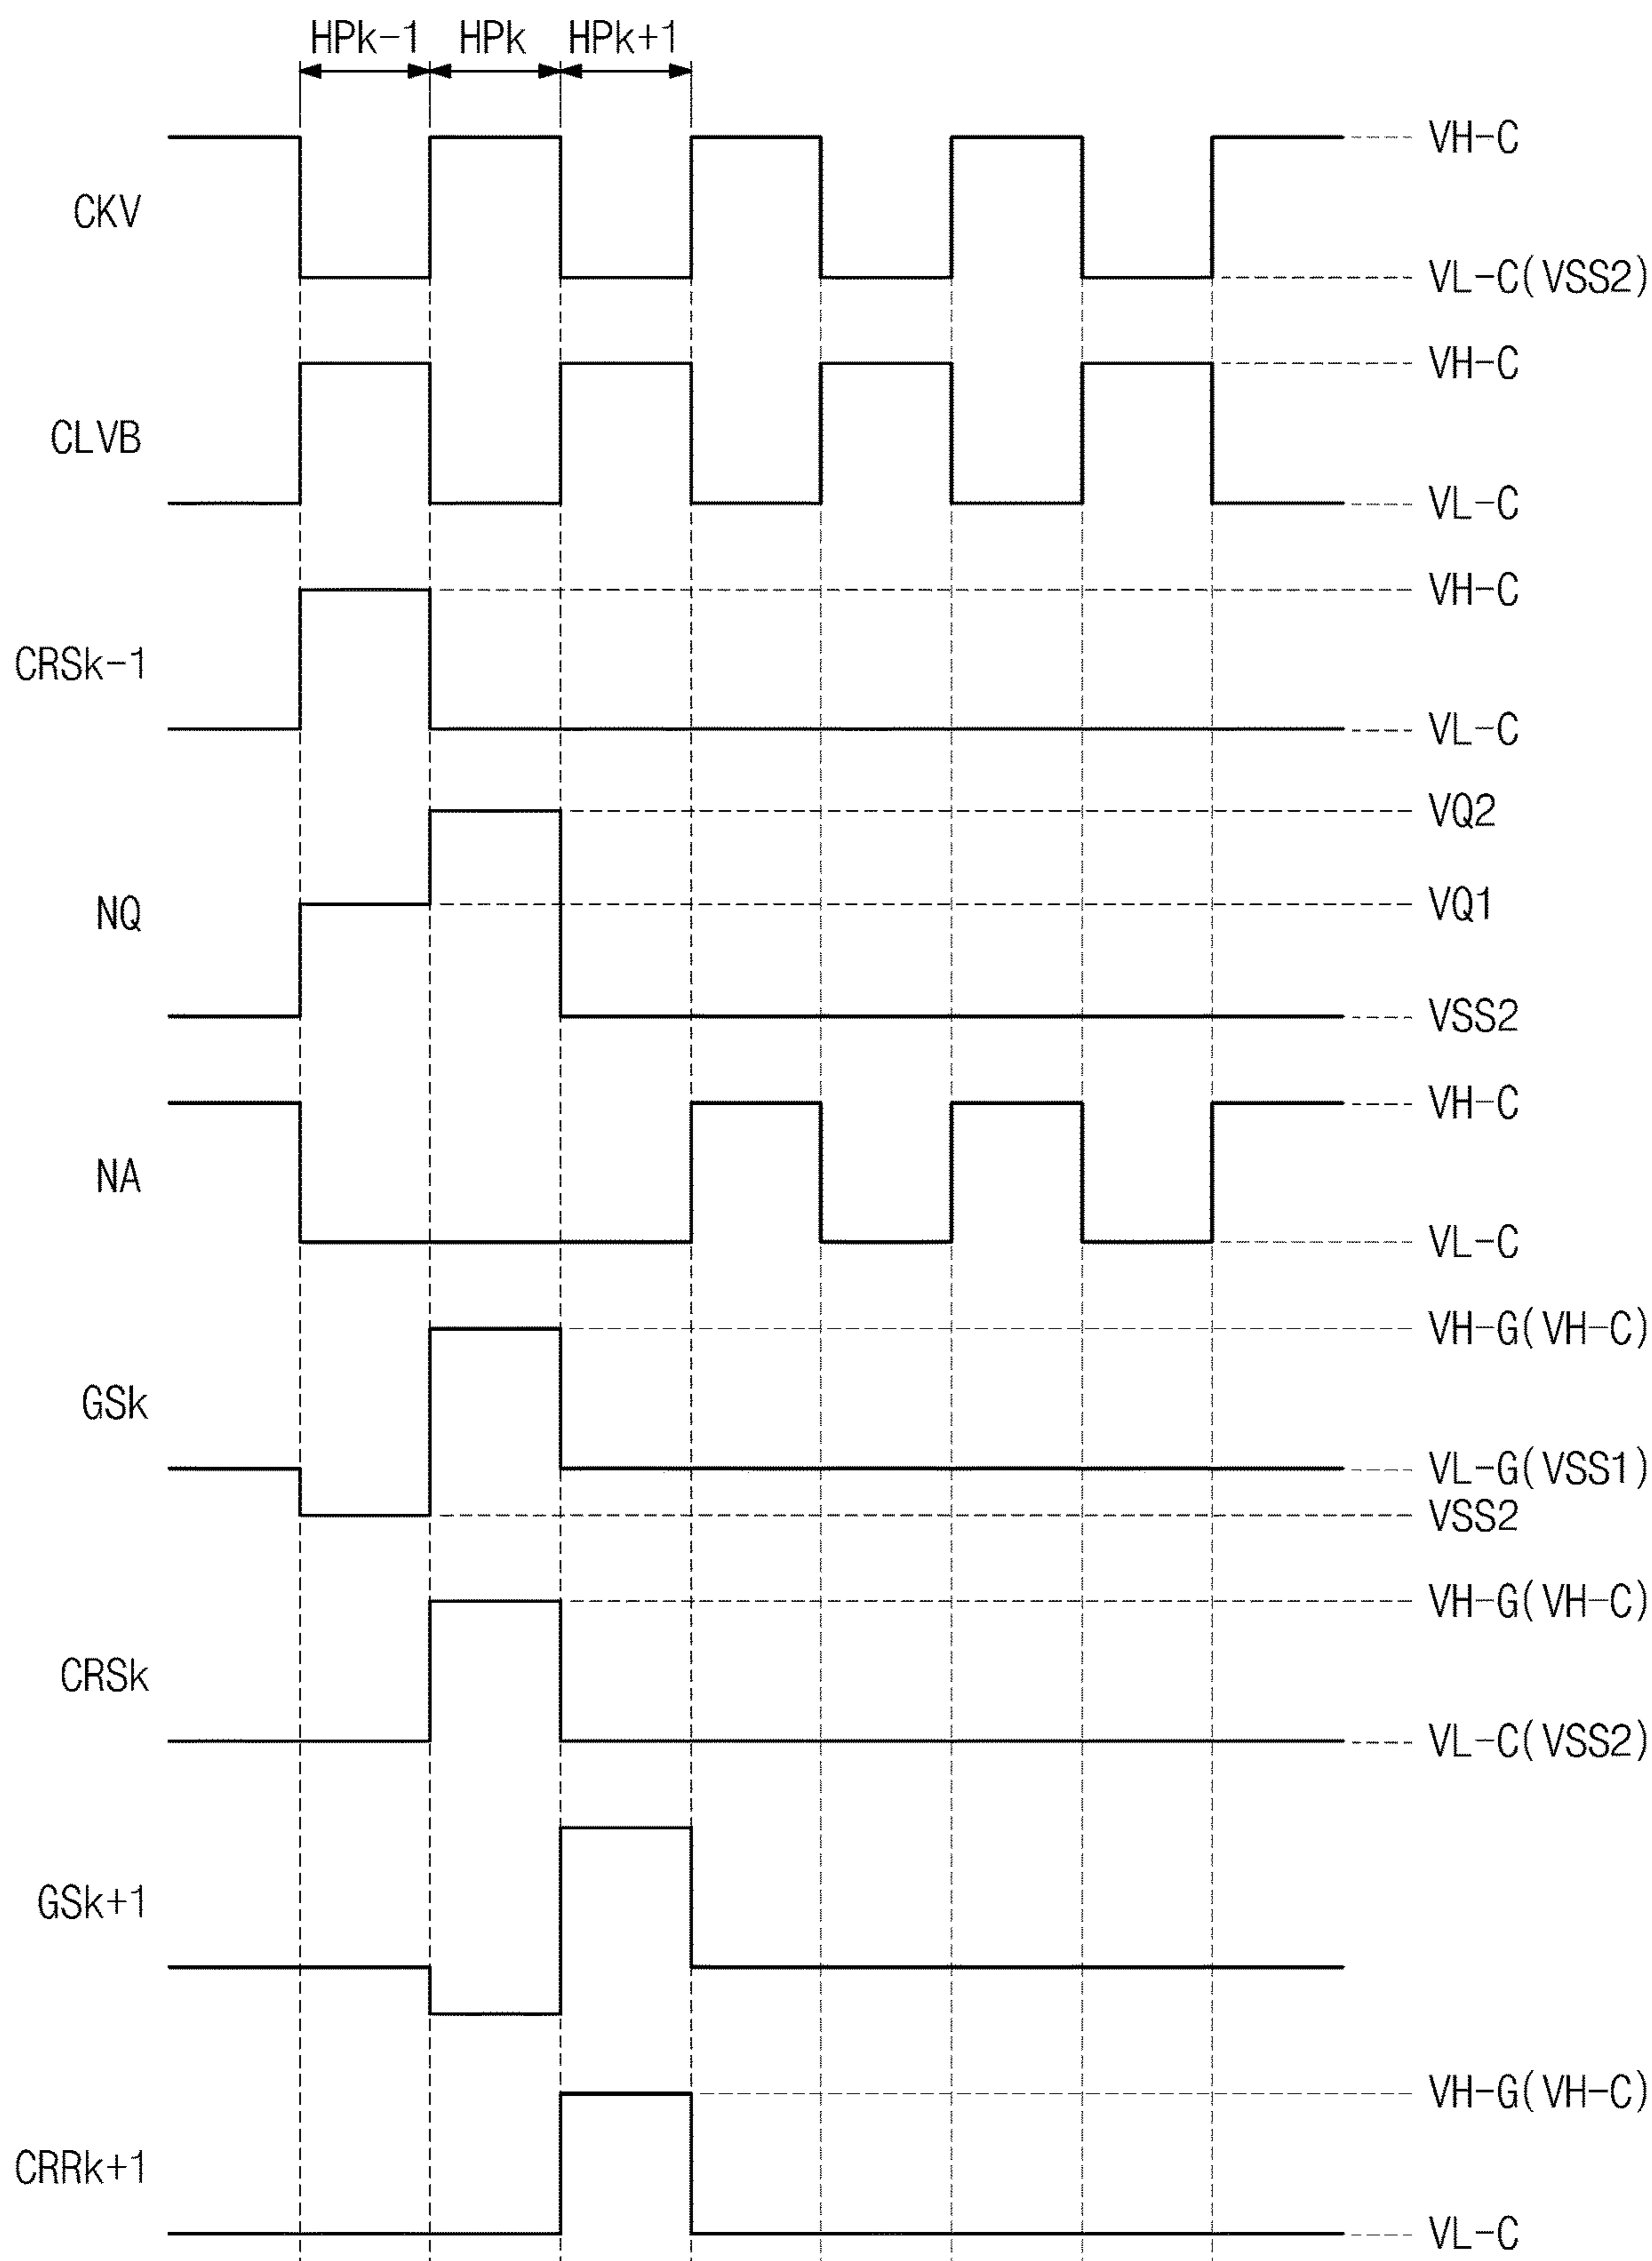 HPk-1 HPk HPk+1
CKV
VH-C
VL-C(VSS2)
CLVB
VH-C
VL-C
CRSk-1
VH-C
VL-C
NQ
VQ2
VQ1
VSS2
NA
VH-C
VL-C
GSk
VH-G(VH-C)
VL-G(VSS1)
VSS2
CRSk
VH-G(VH-C)
VL-C(VSS2)
GSk+1
CRRk+1
VH-G(VH-C)
VL-C